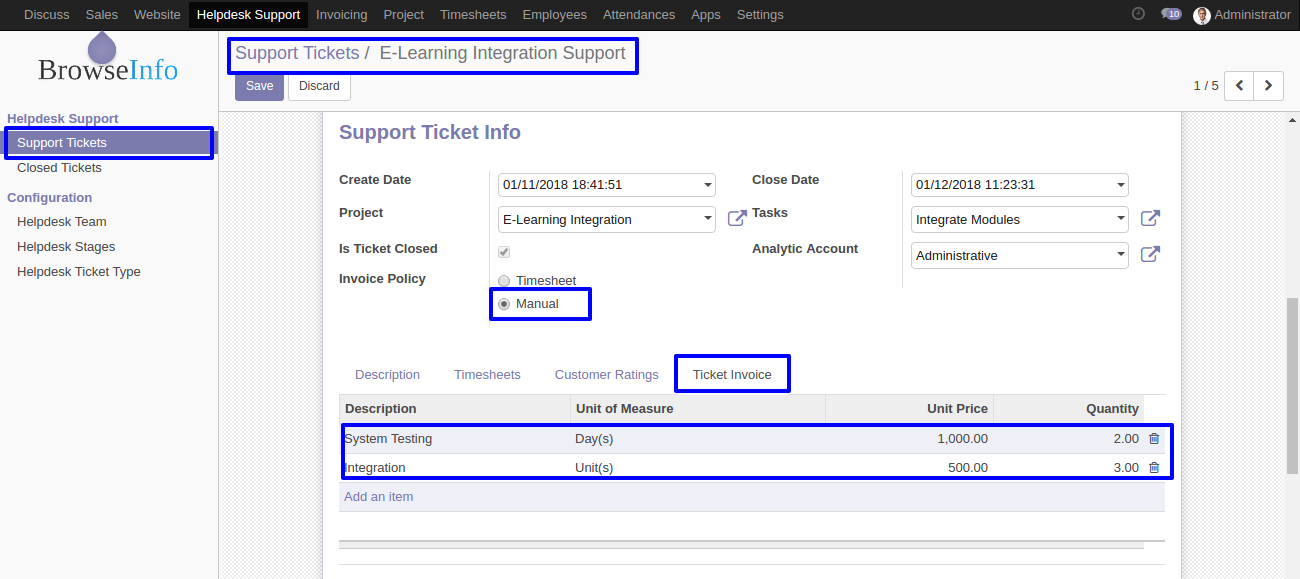 Discuss Sales Website Helpdesk Support Invoicing Project Timesheets Employees Attendances Apps Settings 10 Administrator
BrowseInfo
Helpdesk Support
Support Tickets
Closed Tickets
Configuration
Helpdesk Team
Helpdesk Stages
Helpdesk Ticket Type
Support Tickets / E-Learning Integration Support
Save Discard 1 / 5
Support Ticket Info
Create Date 01/11/2018 18:41:51 Close Date 01/12/2018 11:23:31
Project E-Learning Integration Tasks Integrate Modules
Is Ticket Closed Analytic Account Administrative
Invoice Policy Timesheet
Manual
Description Timesheets Customer Ratings Ticket Invoice
Description Unit of Measure Unit Price Quantity
System Testing Day(s) 1,000.00 2.00
Integration Unit(s) 500.00 3.00
Add an item